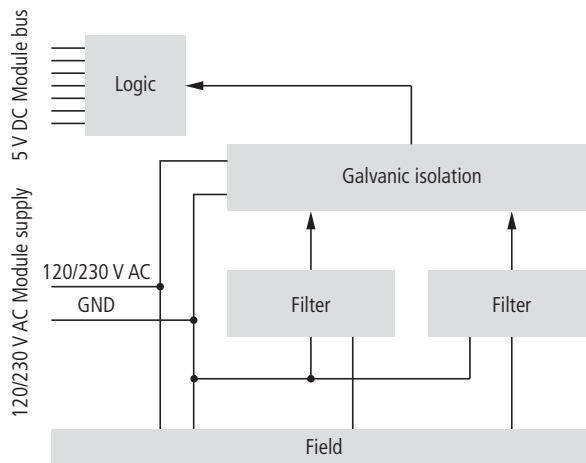 5 V DC Module bus
Logic
Galvanic isolation
120/230 V AC Module supply
120/230 V AC
GND
Filter
Filter
Field